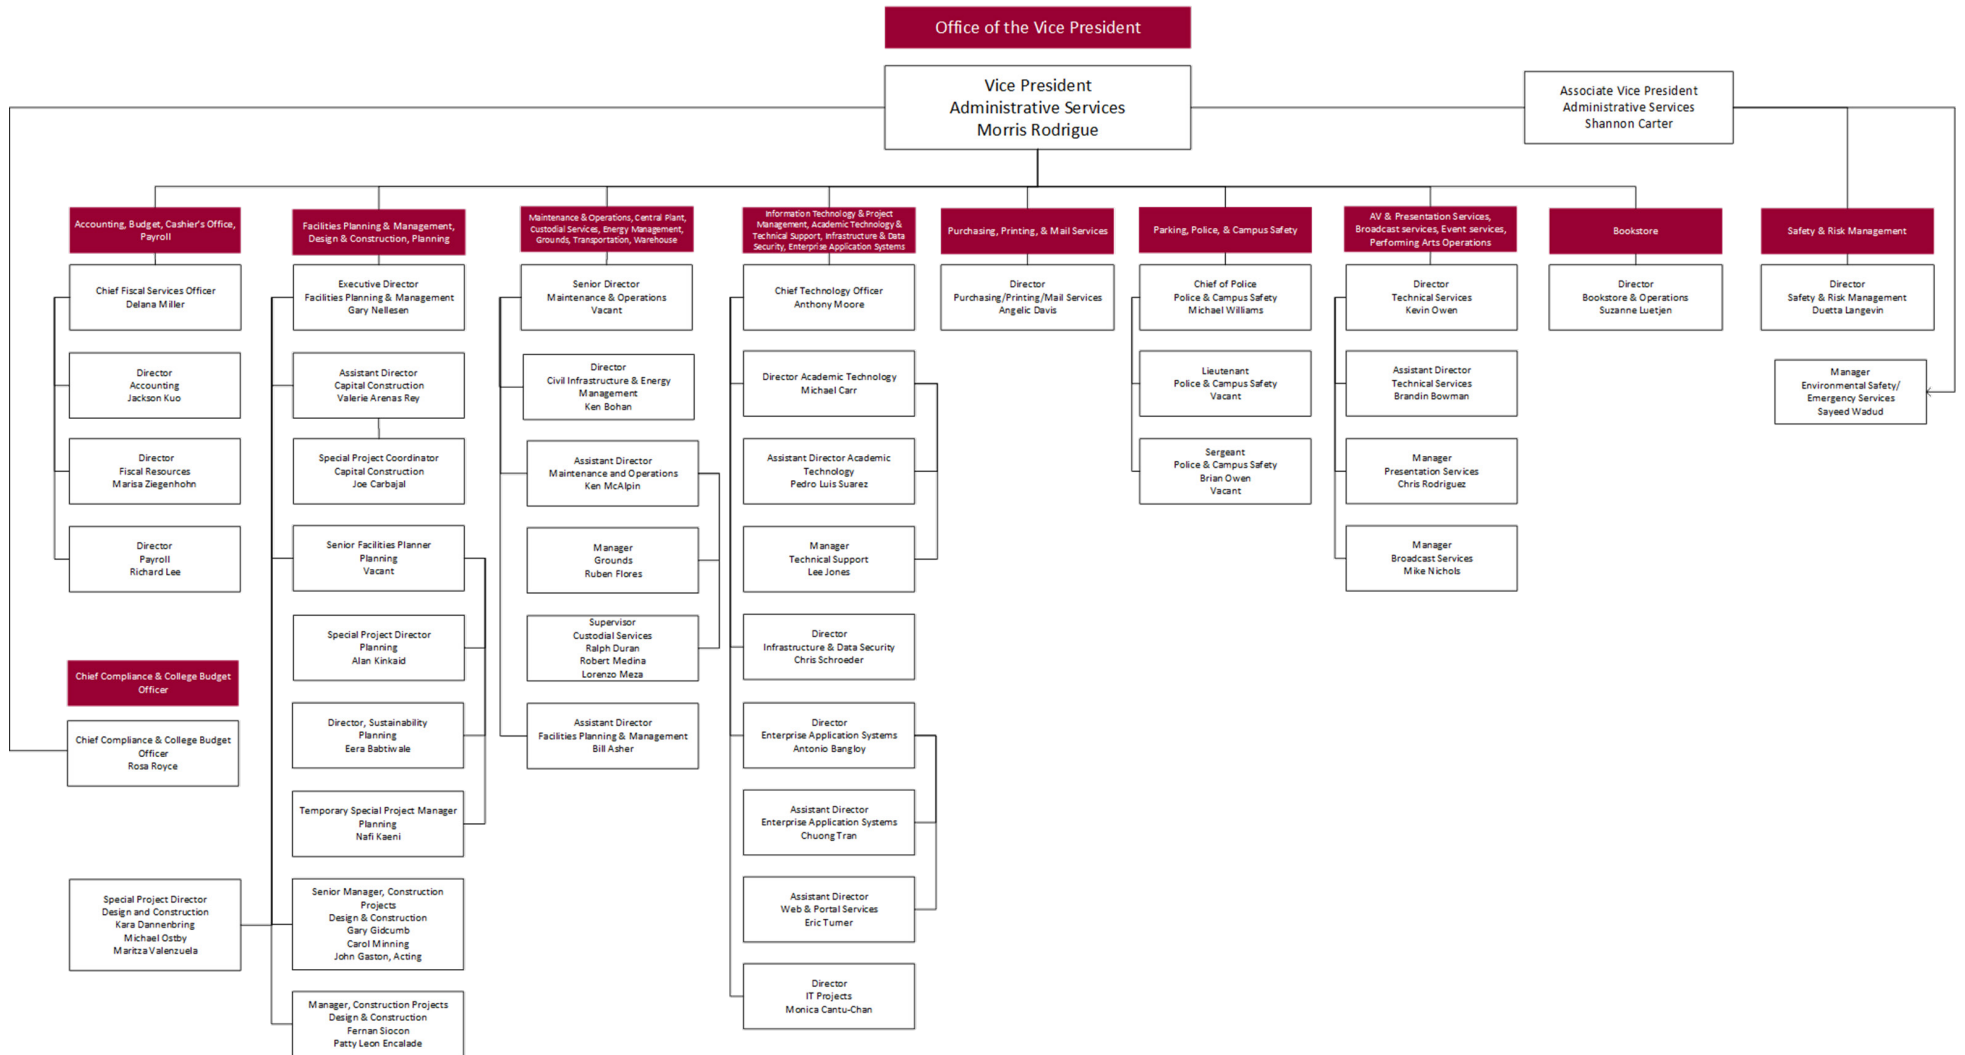 Office of the Vice President
Vice President
Administrative Services
Morris Rodrigue
Associate Vice President
Administrative Services
Shannon Carter
Accounting, Budget, Cashier's Office,
Payroll
Chief Fiscal Services Officer
Delana Miller
Director
Accounting
Jackson Kuo
Director
Fiscal Resources
Marisa Ziegenhohn
Director
Payroll
Richard Lee
Chief Compliance & College Budget
Officer
Chief Compliance & College Budget
Officer
Rosa Royce
Special Project Director
Design and Construction
Kara Dannenbring
Michael Ostby
Maritza Valenzuela
Facilities Planning & Management,
Design & Construction, Planning
Executive Director
Facilities Planning & Management
Gary Nellesen
Assistant Director
Capital Construction
Valerie Arenas Rey
Special Project Coordinator
Capital Construction
Joe Carbajal
Senior Facilities Planner
Planning
Vacant
Special Project Director
Planning
Alan Kinkaid
Director, Sustainability
Planning
Eera Babtiwale
Temporary Special Project Manager
Planning
Nafi Kaeni
Senior Manager, Construction
Projects
Design & Construction
Gary Gidcumb
Carol Minning
John Gaston, Acting
Manager, Construction Projects
Design & Construction
Fernan Siocon
Patty Leon Encalade
Maintenance & Operations, Central Plant,
Custodial Services, Energy Management,
Grounds, Transportation, Warehouse
Senior Director
Maintenance & Operations
Vacant
Director
Civil Infrastructure & Energy
Management
Ken Bohan
Assistant Director
Maintenance and Operations
Ken McAlpin
Manager
Grounds
Ruben Flores
Supervisor
Custodial Services
Ralph Duran
Robert Medina
Lorenzo Meza
Assistant Director
Facilities Planning & Management
Bill Asher
Information Technology & Project
Management, Academic Technology &
Technical Support, Infrastructure & Data
Security, Enterprise Application Systems
Chief Technology Officer
Anthony Moore
Director Academic Technology
Michael Carr
Assistant Director Academic
Technology
Pedro Luis Suarez
Manager
Technical Support
Lee Jones
Director
Infrastructure & Data Security
Chris Schroeder
Director
Enterprise Application Systems
Antonio Bangloy
Assistant Director
Enterprise Application Systems
Chuong Tran
Assistant Director
Web & Portal Services
Eric Turner
Director
IT Projects
Monica Cantu-Chan
Purchasing, Printing, & Mail Services
Director
Purchasing/Printing/Mail Services
Angelic Davis
Parking, Police, & Campus Safety
Chief of Police
Police & Campus Safety
Michael Williams
Lieutenant
Police & Campus Safety
Vacant
Sergeant
Police & Campus Safety
Brian Owen
Vacant
AV & Presentation Services,
Broadcast services, Event services,
Performing Arts Operations
Director
Technical Services
Kevin Owen
Assistant Director
Technical Services
Brandin Bowman
Manager
Presentation Services
Chris Rodriguez
Manager
Broadcast Services
Mike Nichols
Bookstore
Director
Bookstore & Operations
Suzanne Luetjen
Safety & Risk Management
Director
Safety & Risk Management
Duetta Langevin
Manager
Environmental Safety/
Emergency Services
Sayeed Wadud